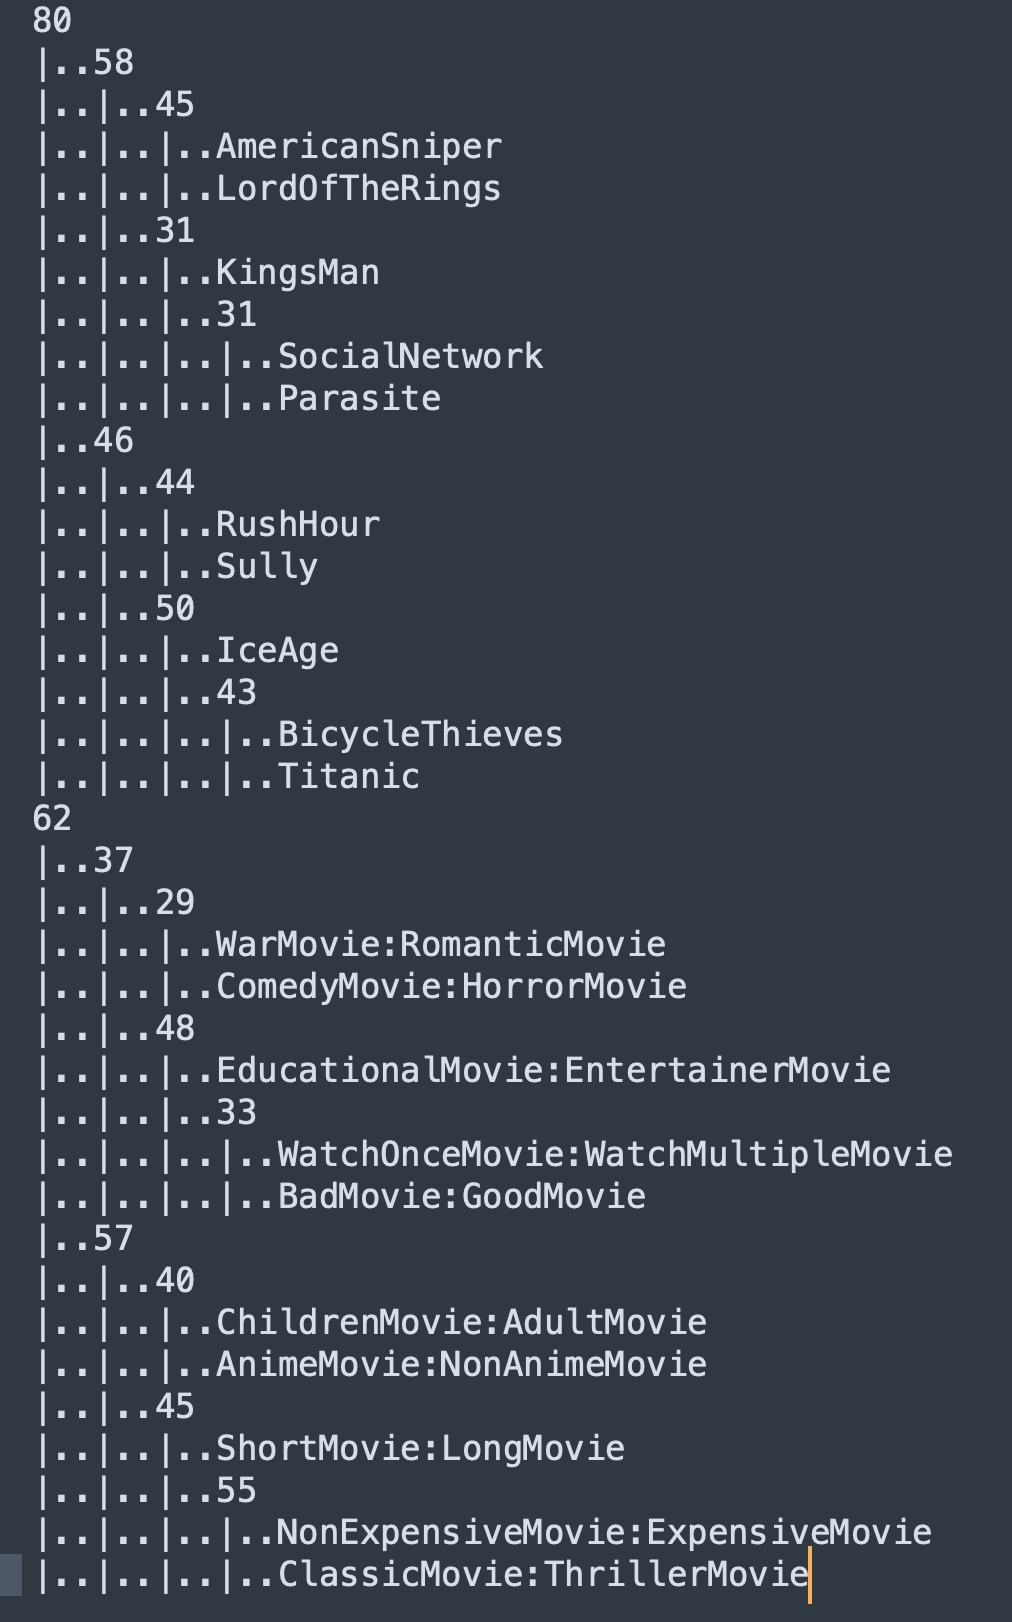 80
|..58
|..|..45
|..|..|..AmericanSniper
|..|..|..LordOfTheRings
|..|..31
|..|..|..KingsMan
|..|..|..31
|..|..|..|..SocialNetwork
|..|..|..|..Parasite
|..46
|..|..44
|..|..|..RushHour
|..|..|..Sully
|..|..50
|..|..|..IceAge
|..|..|..43
|..|..|..|..BicycleThieves
|..|..|..|..Titanic
62
|..37
|..|..29
|..|..|..WarMovie:RomanticMovie
|..|..|..ComedyMovie:HorrorMovie
|..|..48
|..|..|..EducationalMovie:EntertainerMovie
|..|..|..33
|..|..|..|..WatchOnceMovie:WatchMultipleMovie
|..|..|..|..BadMovie:GoodMovie
|..57
|..|..40
|..|..|..ChildrenMovie:AdultMovie
|..|..|..AnimeMovie:NonAnimeMovie
|..|..45
|..|..|..ShortMovie:LongMovie
|..|..|..55
|..|..|..|..NonExpensiveMovie:ExpensiveMovie
|..|..|..|..ClassicMovie:ThrillerMovie